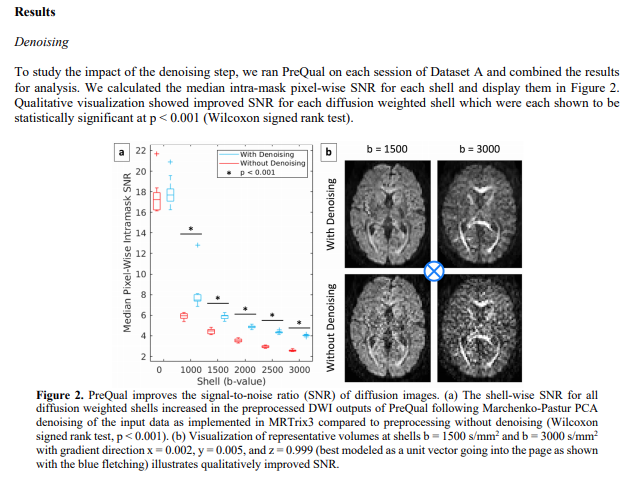 Results
Denoising
To study the impact of the denoising step, we ran PreQual on each session of Dataset A and combined the results
for analysis. We calculated the median intra-mask pixel-wise SNR for each shell and display them in Figure 2.
Qualitative visualization showed improved SNR for each diffusion weighted shell which were each shown to be
statistically significant at p < 0.001 (Wilcoxon signed rank test).
a
22
20
18
16
14
12
10
8
6
4
2
Median Pixel-Wise Intramask SNR
With Denoising
Without Denoising
* p < 0.001
*
*
*
*
*
0 1000 1500 2000 2500 3000
Shell (b-value)
b
b = 1500 b = 3000
With Denoising
Without Denoising
Figure 2. PreQual improves the signal-to-noise ratio (SNR) of diffusion images. (a) The shell-wise SNR for all
diffusion weighted shells increased in the preprocessed DWI outputs of PreQual following Marchenko-Pastur PCA
denoising of the input data as implemented in MRTrix3 compared to preprocessing without denoising (Wilcoxon
signed rank test, p < 0.001). (b) Visualization of representative volumes at shells b = 1500 s/mm² and b = 3000 s/mm²
with gradient direction x = 0.002, y = 0.005, and z = 0.999 (best modeled as a unit vector going into the page as shown
with the blue fletching) illustrates qualitatively improved SNR.